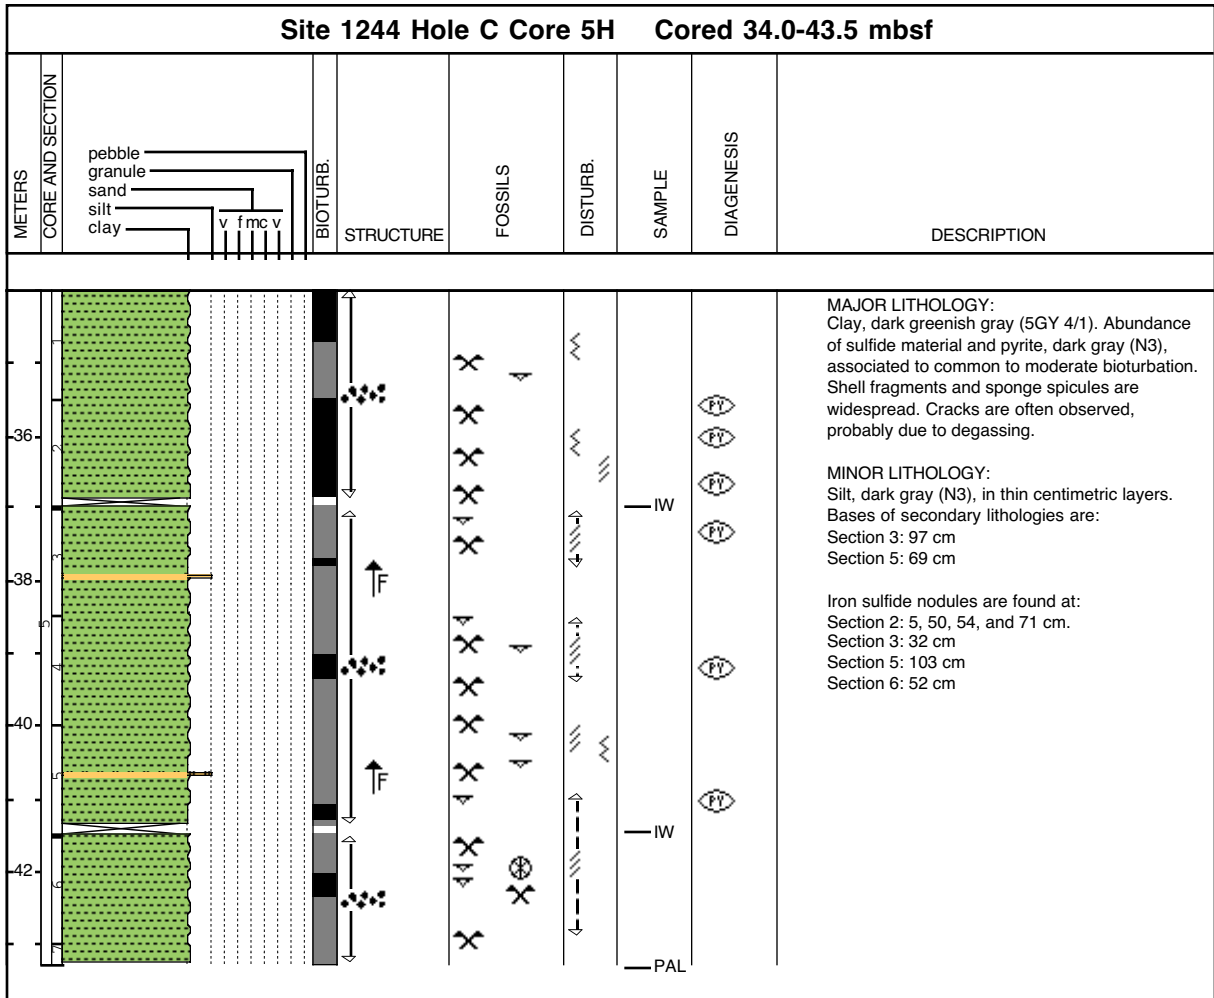 Site 1244 Hole C Core 5H Cored 34.0-43.5 mbsf
METERS
CORE AND SECTION
pebble
granule
sand
silt
clay
v f mc v
BIOTURB.
STRUCTURE
FOSSILS
DISTURB.
SAMPLE
DIAGENESIS
DESCRIPTION
36
38
40
42
5
1
2
3
4
5
6
7
F
F
IW
IW
PAL
PY
PY
PY
PY
PY
PY
MAJOR LITHOLOGY:
Clay, dark greenish gray (5GY 4/1). Abundance
of sulfide material and pyrite, dark gray (N3),
associated to common to moderate bioturbation.
Shell fragments and sponge spicules are
widespread. Cracks are often observed,
probably due to degassing.
MINOR LITHOLOGY:
Silt, dark gray (N3), in thin centimetric layers.
Bases of secondary lithologies are:
Section 3: 97 cm
Section 5: 69 cm
Iron sulfide nodules are found at:
Section 2: 5, 50, 54, and 71 cm.
Section 3: 32 cm
Section 5: 103 cm
Section 6: 52 cm